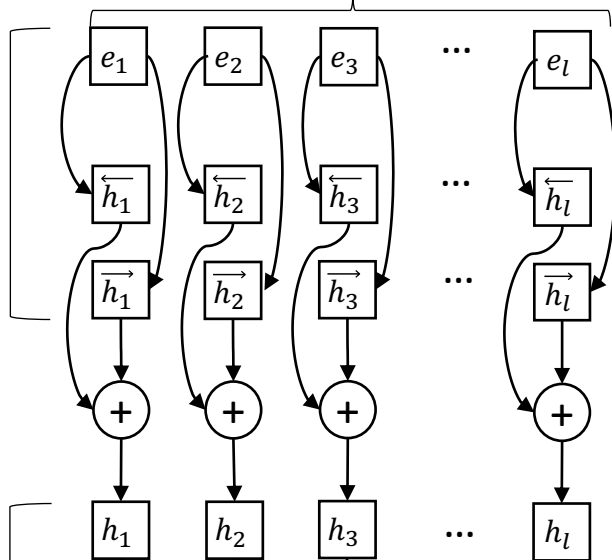 e₁ e₂ e₃ ... eₗ
←h₁ ←h₂ ←h₃ ... ←hₗ
→h₁ →h₂ →h₃ ... →hₗ
+ + + +
h₁ h₂ h₃ ... hₗ